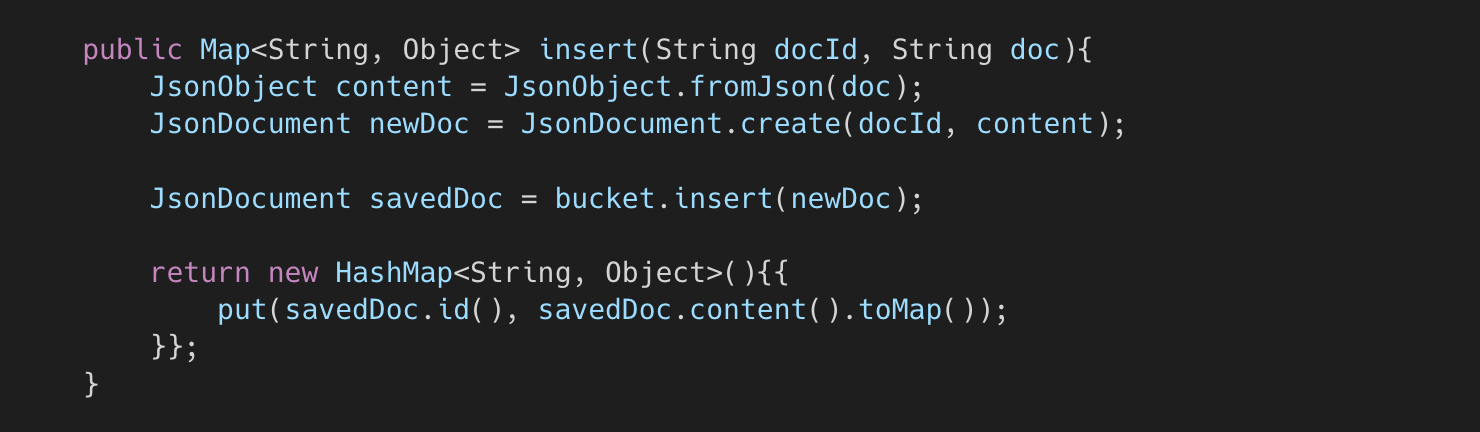 public Map<String, Object> insert(String docId, String doc){
    JsonObject content = JsonObject.fromJson(doc);
    JsonDocument newDoc = JsonDocument.create(docId, content);

    JsonDocument savedDoc = bucket.insert(newDoc);

    return new HashMap<String, Object>(){{
        put(savedDoc.id(), savedDoc.content().toMap());
    }};
}